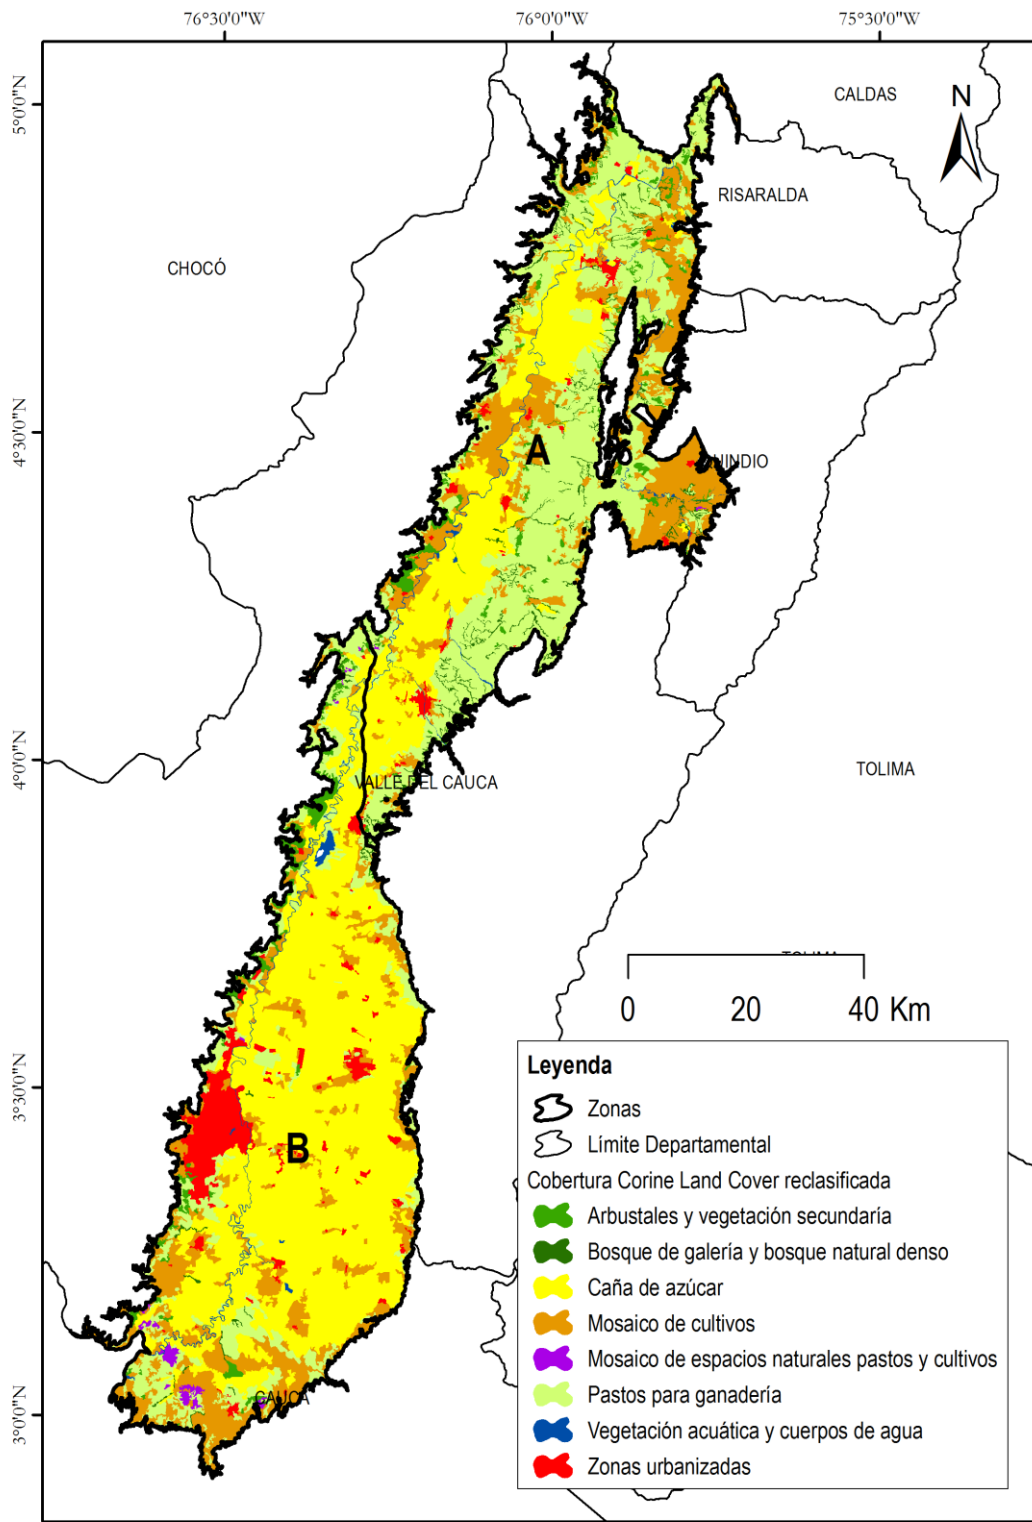 76°30'0"W 76°0'0"W 75°30'0"W
5°0'0"N
CALDAS
N
RISARALDA
CHOCÓ
4°30'0"N
A
UINDIO
4°0'0"N
VALLE DEL CAUCA
TOLIMA
0 20 40 Km
3°30'0"N
B
3°0'0"N
CAUCA
Leyenda
Zonas
Límite Departamental
Cobertura Corine Land Cover reclasificada
Arbustales y vegetación secundaría
Bosque de galería y bosque natural denso
Caña de azúcar
Mosaico de cultivos
Mosaico de espacios naturales pastos y cultivos
Pastos para ganadería
Vegetación acuática y cuerpos de agua
Zonas urbanizadas